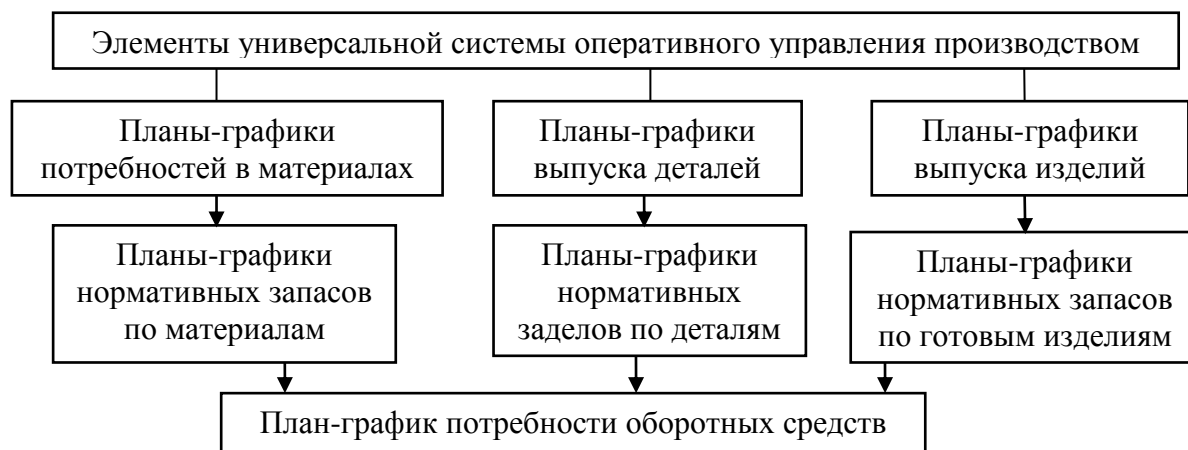 Элементы универсальной системы оперативного управления производством
Планы-графики
потребностей в материалах
Планы-графики
выпуска деталей
Планы-графики
выпуска изделий
Планы-графики
нормативных запасов
по материалам
Планы-графики
нормативных
заделов по деталям
Планы-графики
нормативных запасов
по готовым изделиям
План-график потребности оборотных средств